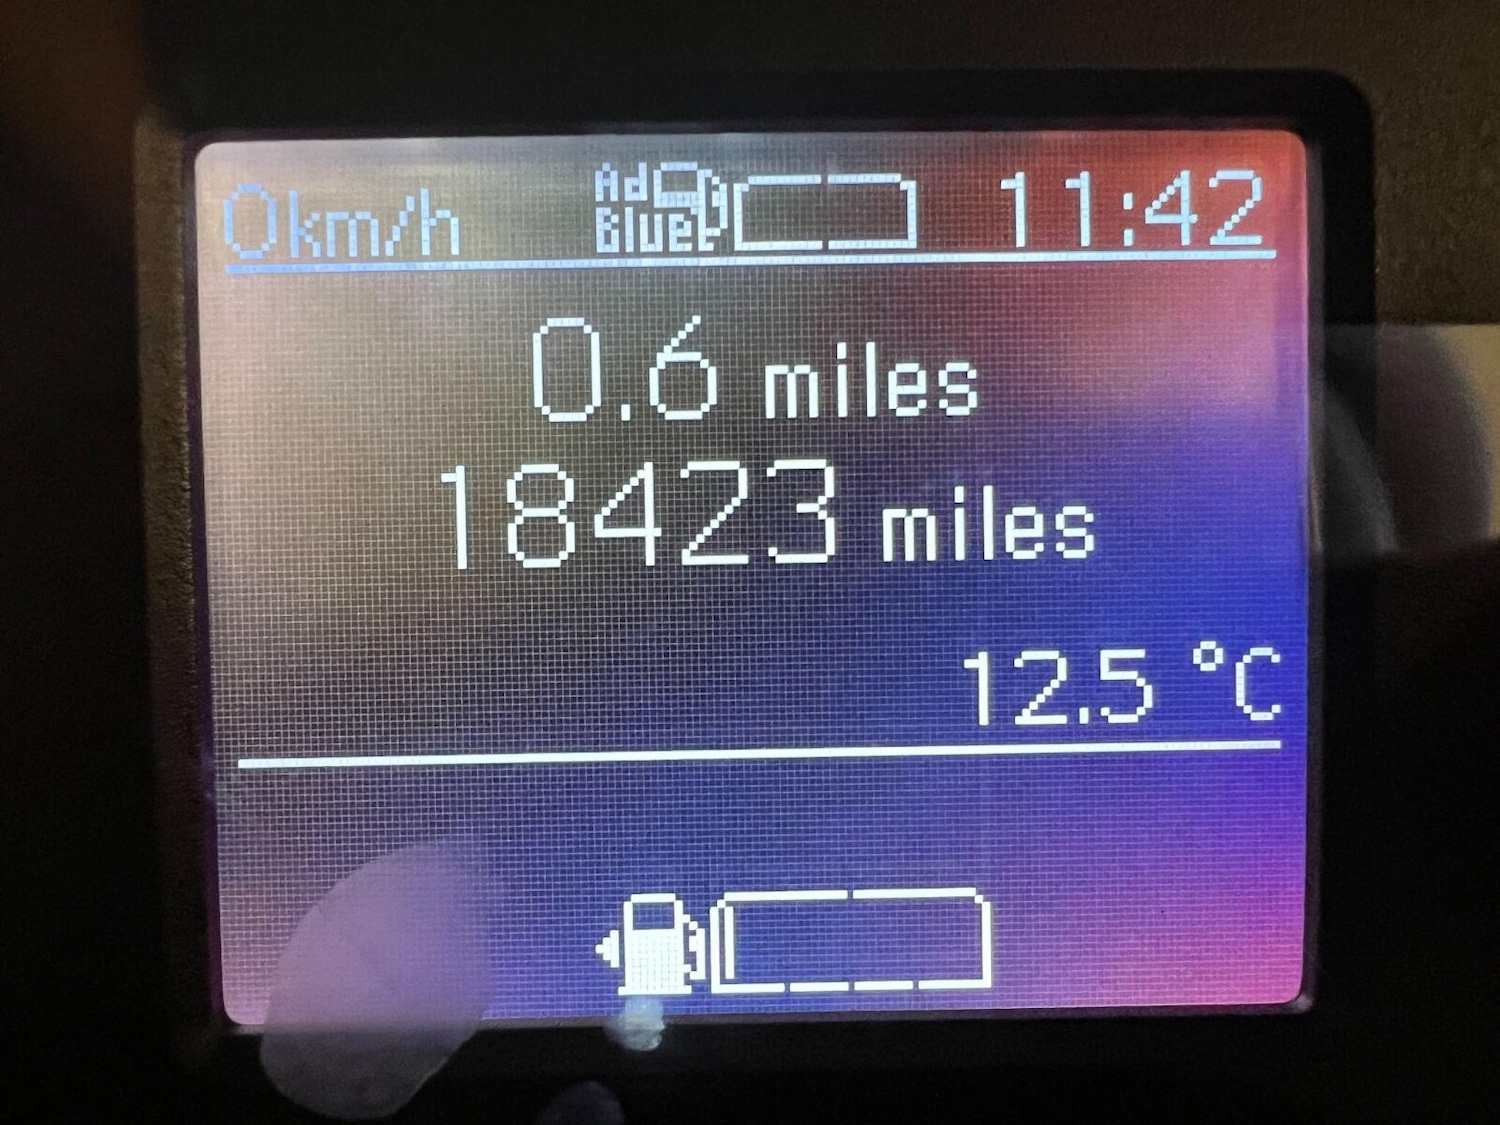 0km/h Ad Blue 11:42
0.6 miles
18423 miles
12.5 °C